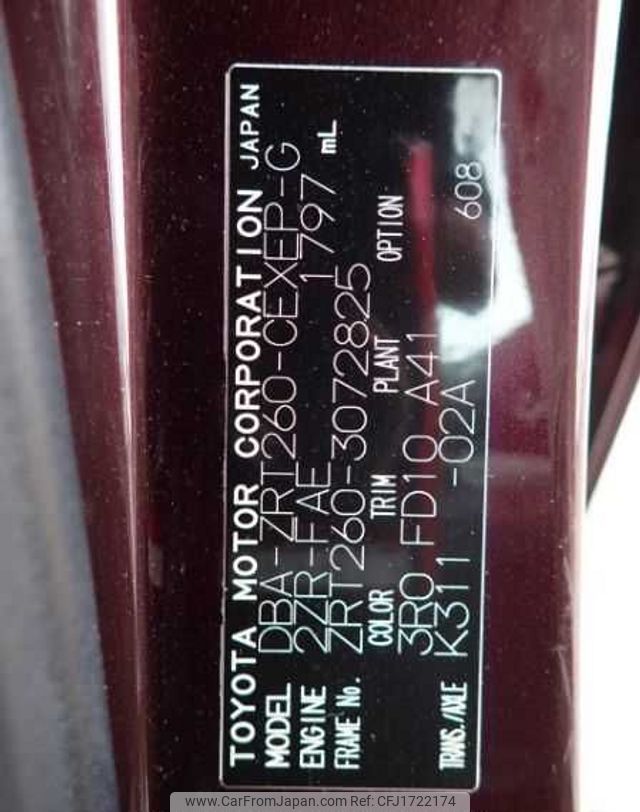 TOYOTA MOTOR CORPORATION JAPAN
MODEL DBA-ZRT260-CEXEP-G
ENGINE 2ZR-FAE 1797 mL
FRAME No. ZRT260-3072825
COLOR TRIM PLANT OPTION
3R0 FD10 A41
TRANS./AXLE K311 -02A 608
www.CarFromJapan.com Ref: CFJ1722174